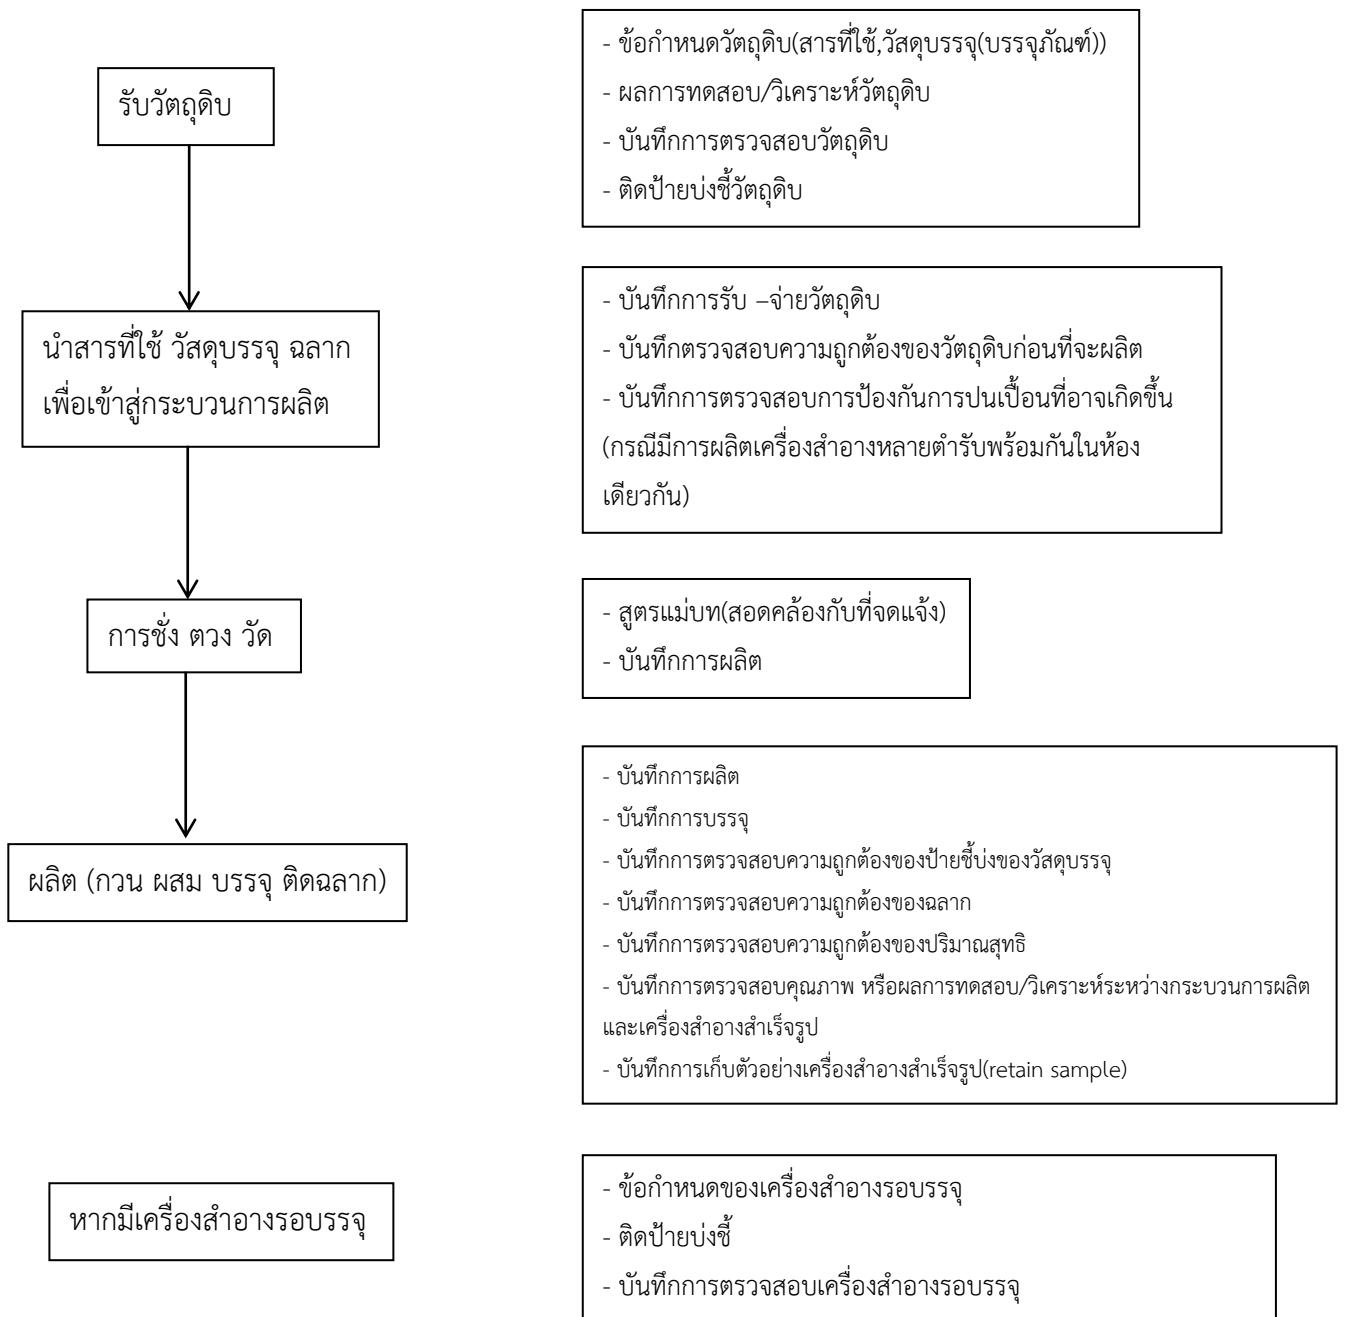 รับวัตถุดิบ
- ข้อกำหนดวัตถุดิบ(สารที่ใช้,วัสดุบรรจุ(บรรจุภัณฑ์))
- ผลการทดสอบ/วิเคราะห์วัตถุดิบ
- บันทึกการตรวจสอบวัตถุดิบ
- ติดป้ายบ่งชี้วัตถุดิบ
นำสารที่ใช้ วัสดุบรรจุ ฉลาก
เพื่อเข้าสู่กระบวนการผลิต
- บันทึกการรับ –จ่ายวัตถุดิบ
- บันทึกตรวจสอบความถูกต้องของวัตถุดิบก่อนที่จะผลิต
- บันทึกการตรวจสอบการป้องกันการปนเปื้อนที่อาจเกิดขึ้น
(กรณีมีการผลิตเครื่องสำอางหลายตำรับพร้อมกันในห้อง
เดียวกัน)
การชั่ง ตวง วัด
- สูตรแม่บท(สอดคล้องกับที่จดแจ้ง)
- บันทึกการผลิต
ผลิต (กวน ผสม บรรจุ ติดฉลาก)
- บันทึกการผลิต
- บันทึกการบรรจุ
- บันทึกการตรวจสอบความถูกต้องของป้ายชี้บ่งของวัสดุบรรจุ
- บันทึกการตรวจสอบความถูกต้องของฉลาก
- บันทึกการตรวจสอบความถูกต้องของปริมาณสุทธิ
- บันทึกการตรวจสอบคุณภาพ หรือผลการทดสอบ/วิเคราะห์ระหว่างกระบวนการผลิต
และเครื่องสำอางสำเร็จรูป
- บันทึกการเก็บตัวอย่างเครื่องสำอางสำเร็จรูป(retain sample)
หากมีเครื่องสำอางรอบรรจุ
- ข้อกำหนดของเครื่องสำอางรอบรรจุ
- ติดป้ายบ่งชี้
- บันทึกการตรวจสอบเครื่องสำอางรอบรรจุ